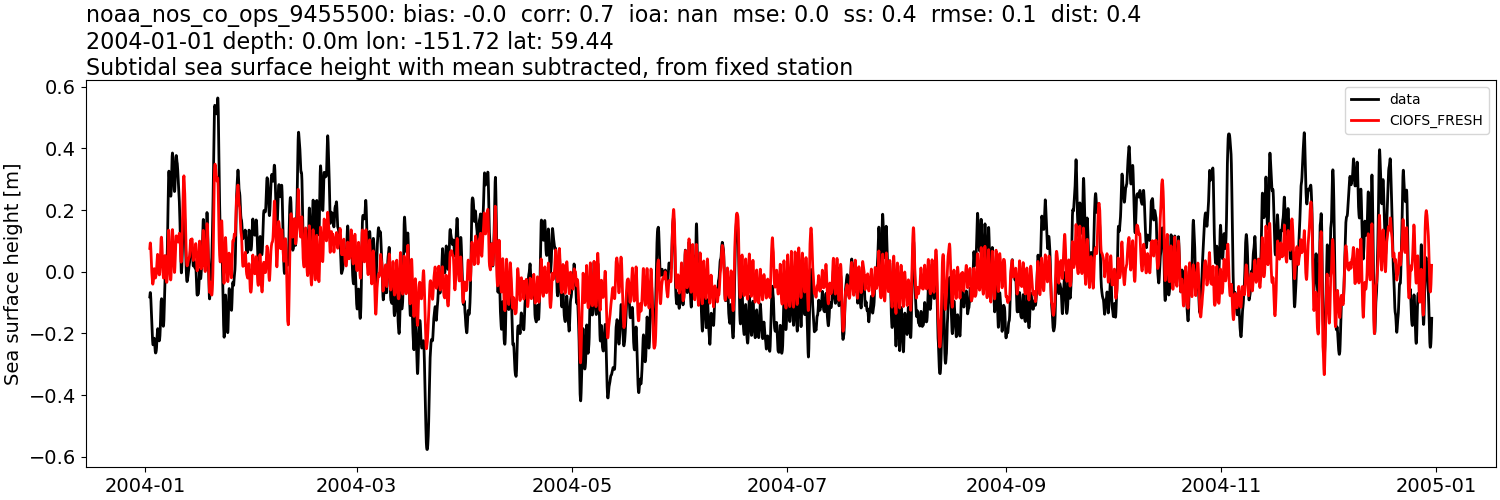 noaa_nos_co_ops_9455500: bias: -0.0  corr: 0.7  ioa: nan  mse: 0.0  ss: 0.4  rmse: 0.1  dist: 0.4
2004-01-01 depth: 0.0m lon: -151.72 lat: 59.44
Subtidal sea surface height with mean subtracted, from fixed station
data
CIOFS_FRESH
Sea surface height [m]
0.6
0.4
0.2
0.0
−0.2
−0.4
−0.6
2004-01
2004-03
2004-05
2004-07
2004-09
2004-11
2005-01